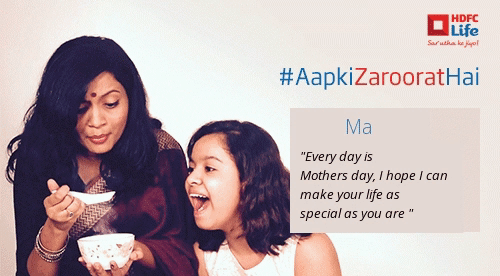 HDFC
Life
Sar utha ke jiyo!
#AapkiZarooratHai
Ma
"Every day is
Mothers day, I hope I can
make your life as
special as you are "